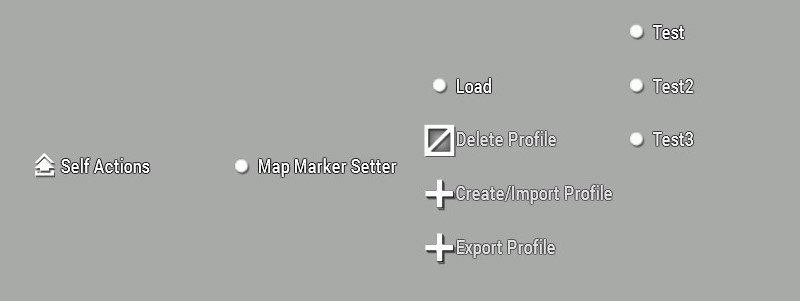 Self Actions
Map Marker Setter
Load
Delete Profile
Create/Import Profile
Export Profile
Test
Test2
Test3